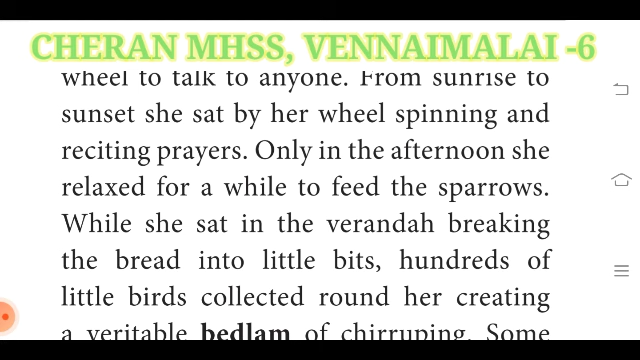 CHERAN MHSS, VENNAIMALAI -6
wheel to talk to anyone. From sunrise to
sunset she sat by her wheel spinning and
reciting prayers. Only in the afternoon she
relaxed for a while to feed the sparrows.
While she sat in the verandah breaking
the bread into little bits, hundreds of
little birds collected round her creating
a veritable bedlam of chirruping. Some